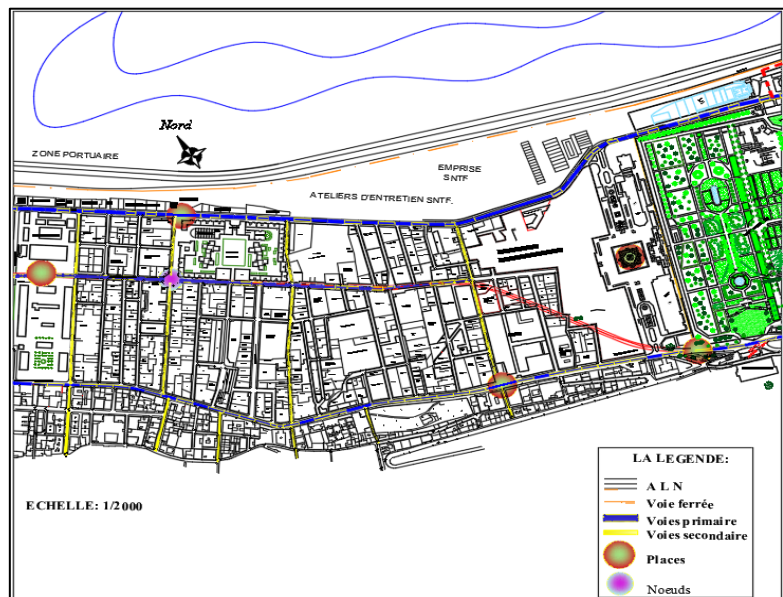 Nord
ZONE PORTUAIRE
EMPRISE
SNTF
ATELIERS D'ENTRETIEN SNTF.
ECHELLE: 1/2000
LA LEGENDE:
A L N
Voie ferrée
Voies primaire
Voies secondaire
Places
Noeuds